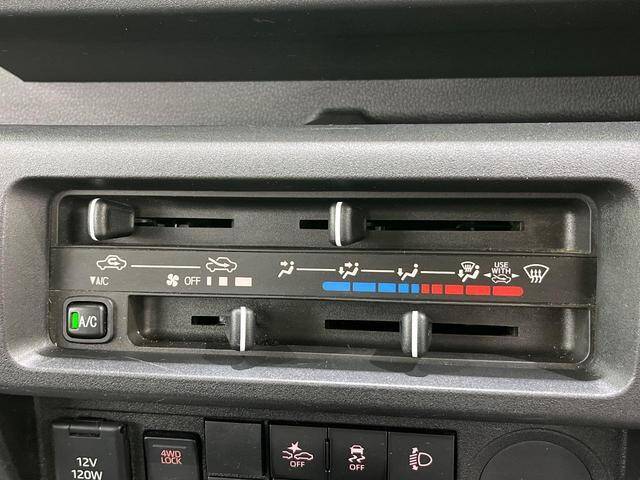 USE
WITH
▼A/C OFF
A/C
12V
120W
4WD
LOCK
OFF
OFF